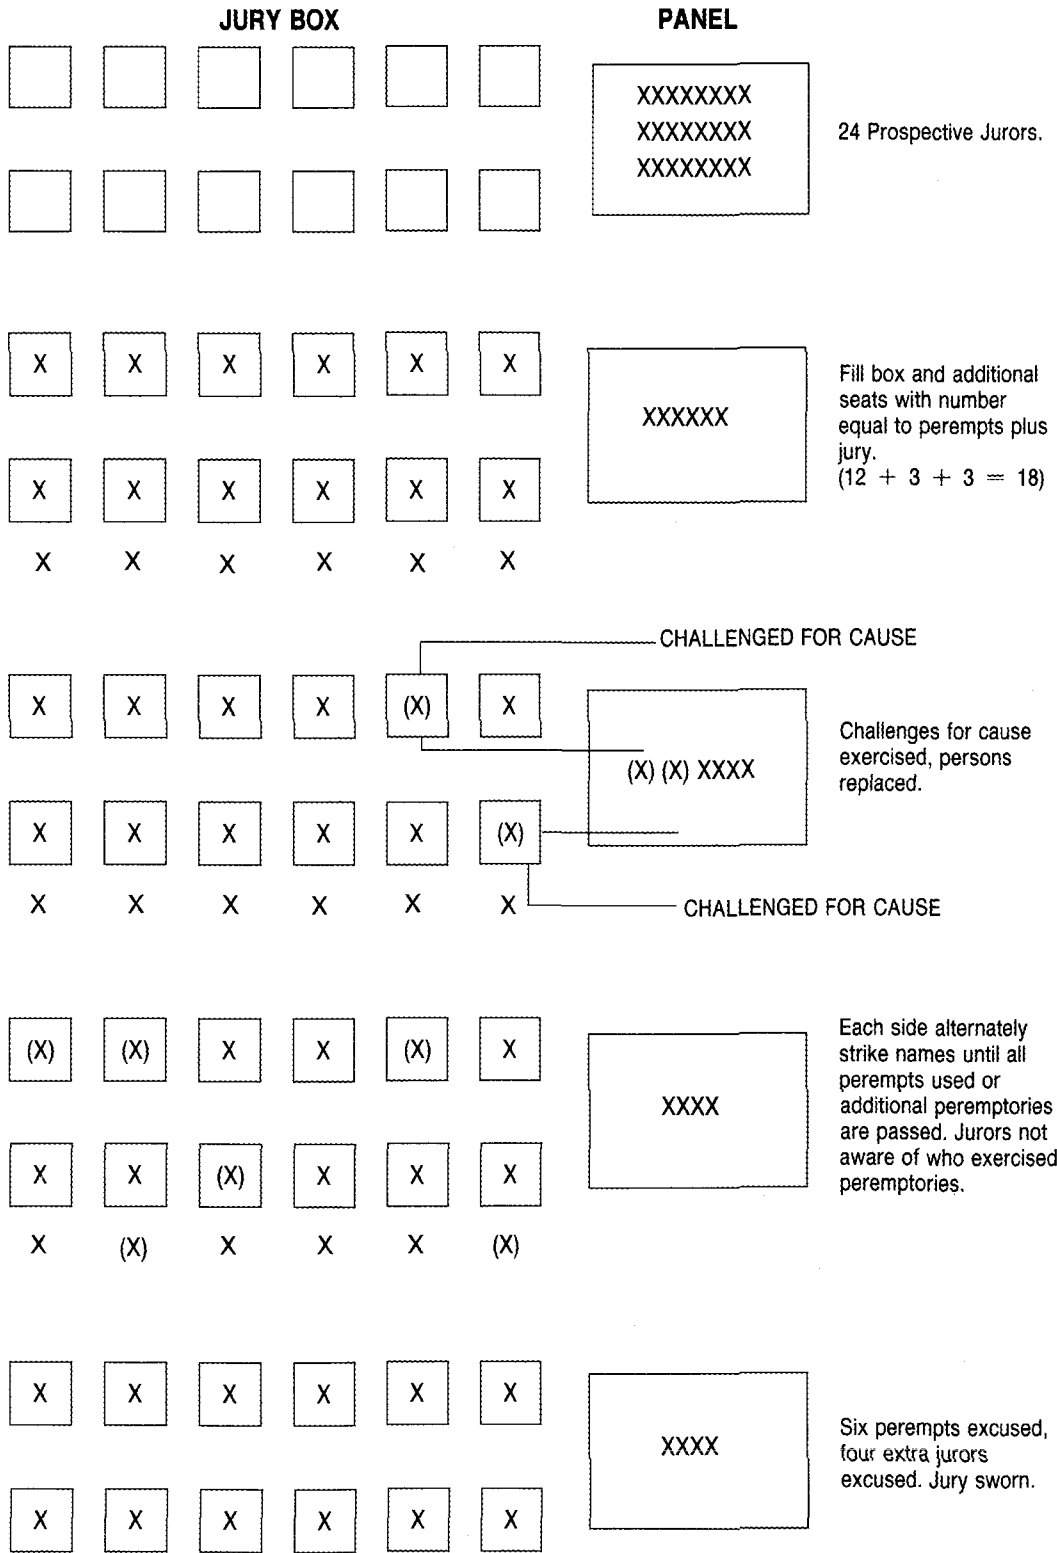 JURY BOX PANEL
XXXXXXXX
XXXXXXXX
XXXXXXXX
24 Prospective Jurors.
X X X X X X
XXXXXX
Fill box and additional
seats with number
equal to perempts plus
jury.
(12 + 3 + 3 = 18)
X X X X X X
X X X X X X
CHALLENGED FOR CAUSE
X X X X (X) X
(X) (X) XXXX
Challenges for cause
exercised, persons
replaced.
X X X X X (X)
X X X X X X
CHALLENGED FOR CAUSE
(X) (X) X X (X) X
XXXX
Each side alternately
strike names until all
perempts used or
additional peremptories
are passed. Jurors not
aware of who exercised
peremptories.
X X (X) X X X
X (X) X X X (X)
X X X X X X
XXXX
Six perempts excused,
four extra jurors
excused. Jury sworn.
X X X X X X